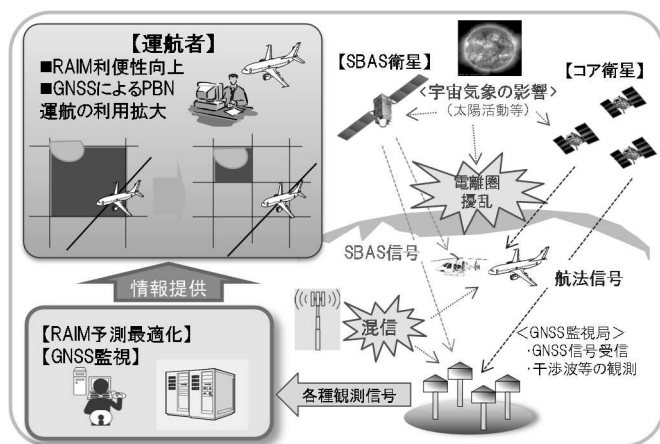 【運航者】
■RAIM利便性向上
■GNSSによるPBN
運航の利用拡大
【SBAS衛星】
<宇宙気象の影響>
(太陽活動等)
【コア衛星】
電離圏
擾乱
SBAS信号
航法信号
情報提供
混信
【RAIM予測最適化】
【GNSS監視】
<GNSS監視局>
・GNSS信号受信
・干渉波等の観測
各種観測信号